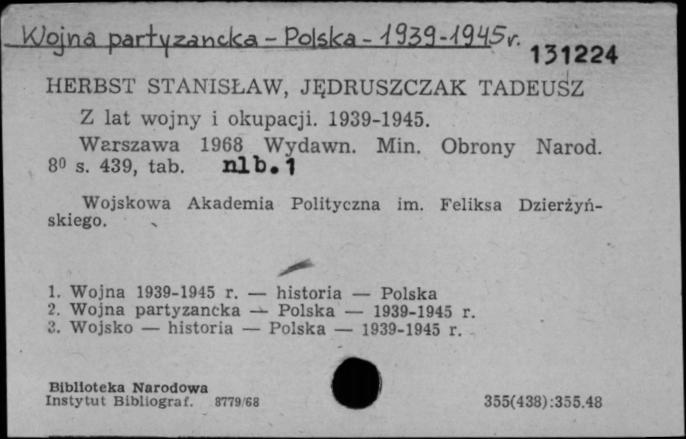 Wojna partyzancka - Polska - 1939-1945 r.
131224
HERBST STANISŁAW, JĘDRUSZCZAK TADEUSZ
Z lat wojny i okupacji. 1939-1945.
Warszawa 1968 Wydawn. Min. Obrony Narod.
8⁰ s. 439, tab. nlb. 1
Wojskowa Akademia Polityczna im. Feliksa Dzierżyń-
skiego.
1. Wojna 1939-1945 r. — historia — Polska
2. Wojna partyzancka — Polska — 1939-1945 r.
3. Wojsko — historia — Polska — 1939-1945 r.
Biblioteka Narodowa
Instytut Bibliograf. 8779/68
355(438):355.48